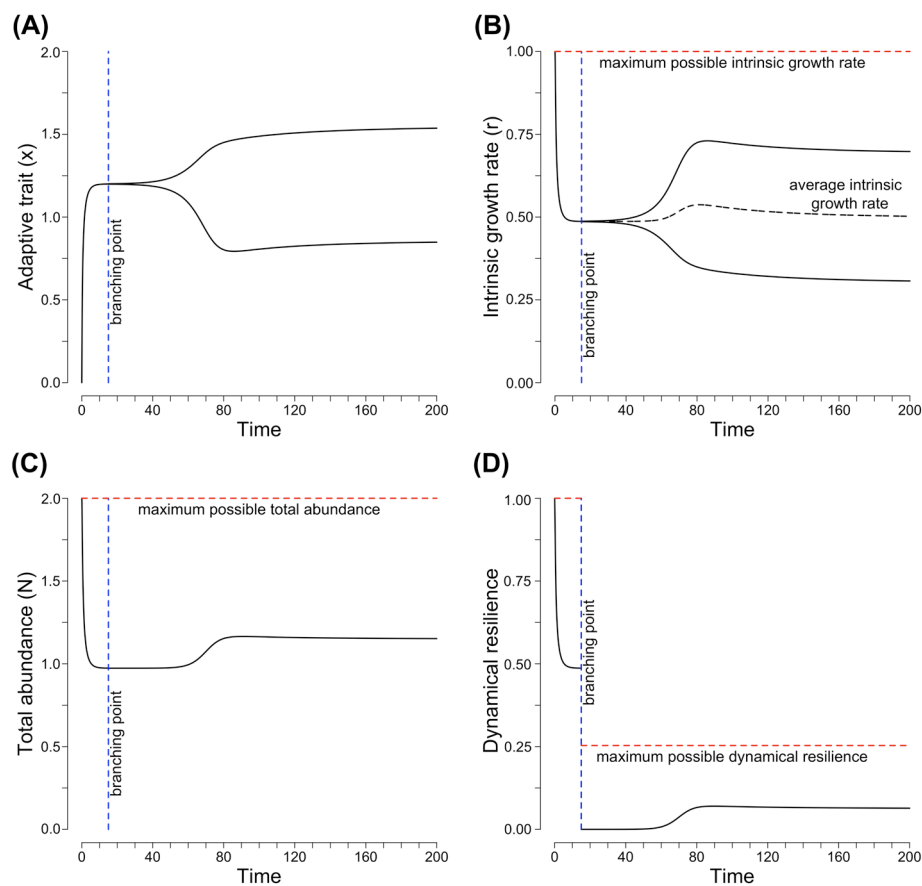 (A)
2.0
1.5
1.0
1.5
0.0
Adaptive trait (x)
branching point
0 40 80 120 160 200
Time
(B)
1.00
0.75
0.50
0.25
0.00
Intrinsic growth rate (r)
maximum possible intrinsic growth rate
average intrinsic
growth rate
branching point
0 40 80 120 160 200
Time
(C)
2.0
1.5
1.0
0.5
0.0
Total abundance (N)
maximum possible total abundance
branching point
0 40 80 120 160 200
Time
(D)
1.00
0.75
0.50
0.25
0.00
Dynamical resilience
branching point
maximum possible dynamical resilience
0 40 80 120 160 200
Time